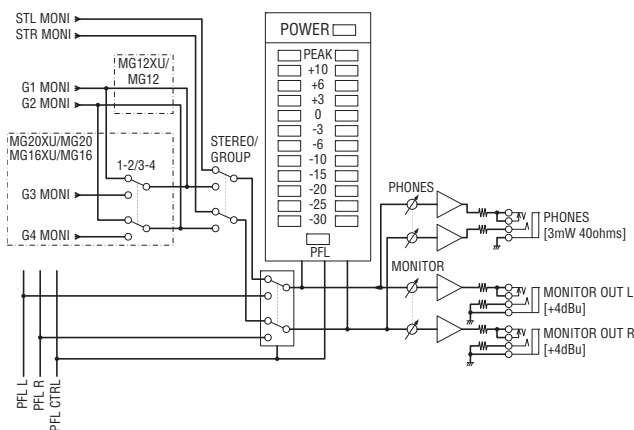 STL MONI
STR MONI
MG12XU/
MG12
G1 MONI
G2 MONI
MG20XU/MG20
MG16XU/MG16
1-2/3-4
G3 MONI
G4 MONI
STEREO/
GROUP
POWER
PEAK
+10
+6
+3
0
-3
-6
-10
-15
-20
-25
-30
PFL
PHONES
MONITOR
PHONES
[3mW 40ohms]
MONITOR OUT L
[+4dBu]
MONITOR OUT R
[+4dBu]
PFL L
PFL R
PFL CTRL